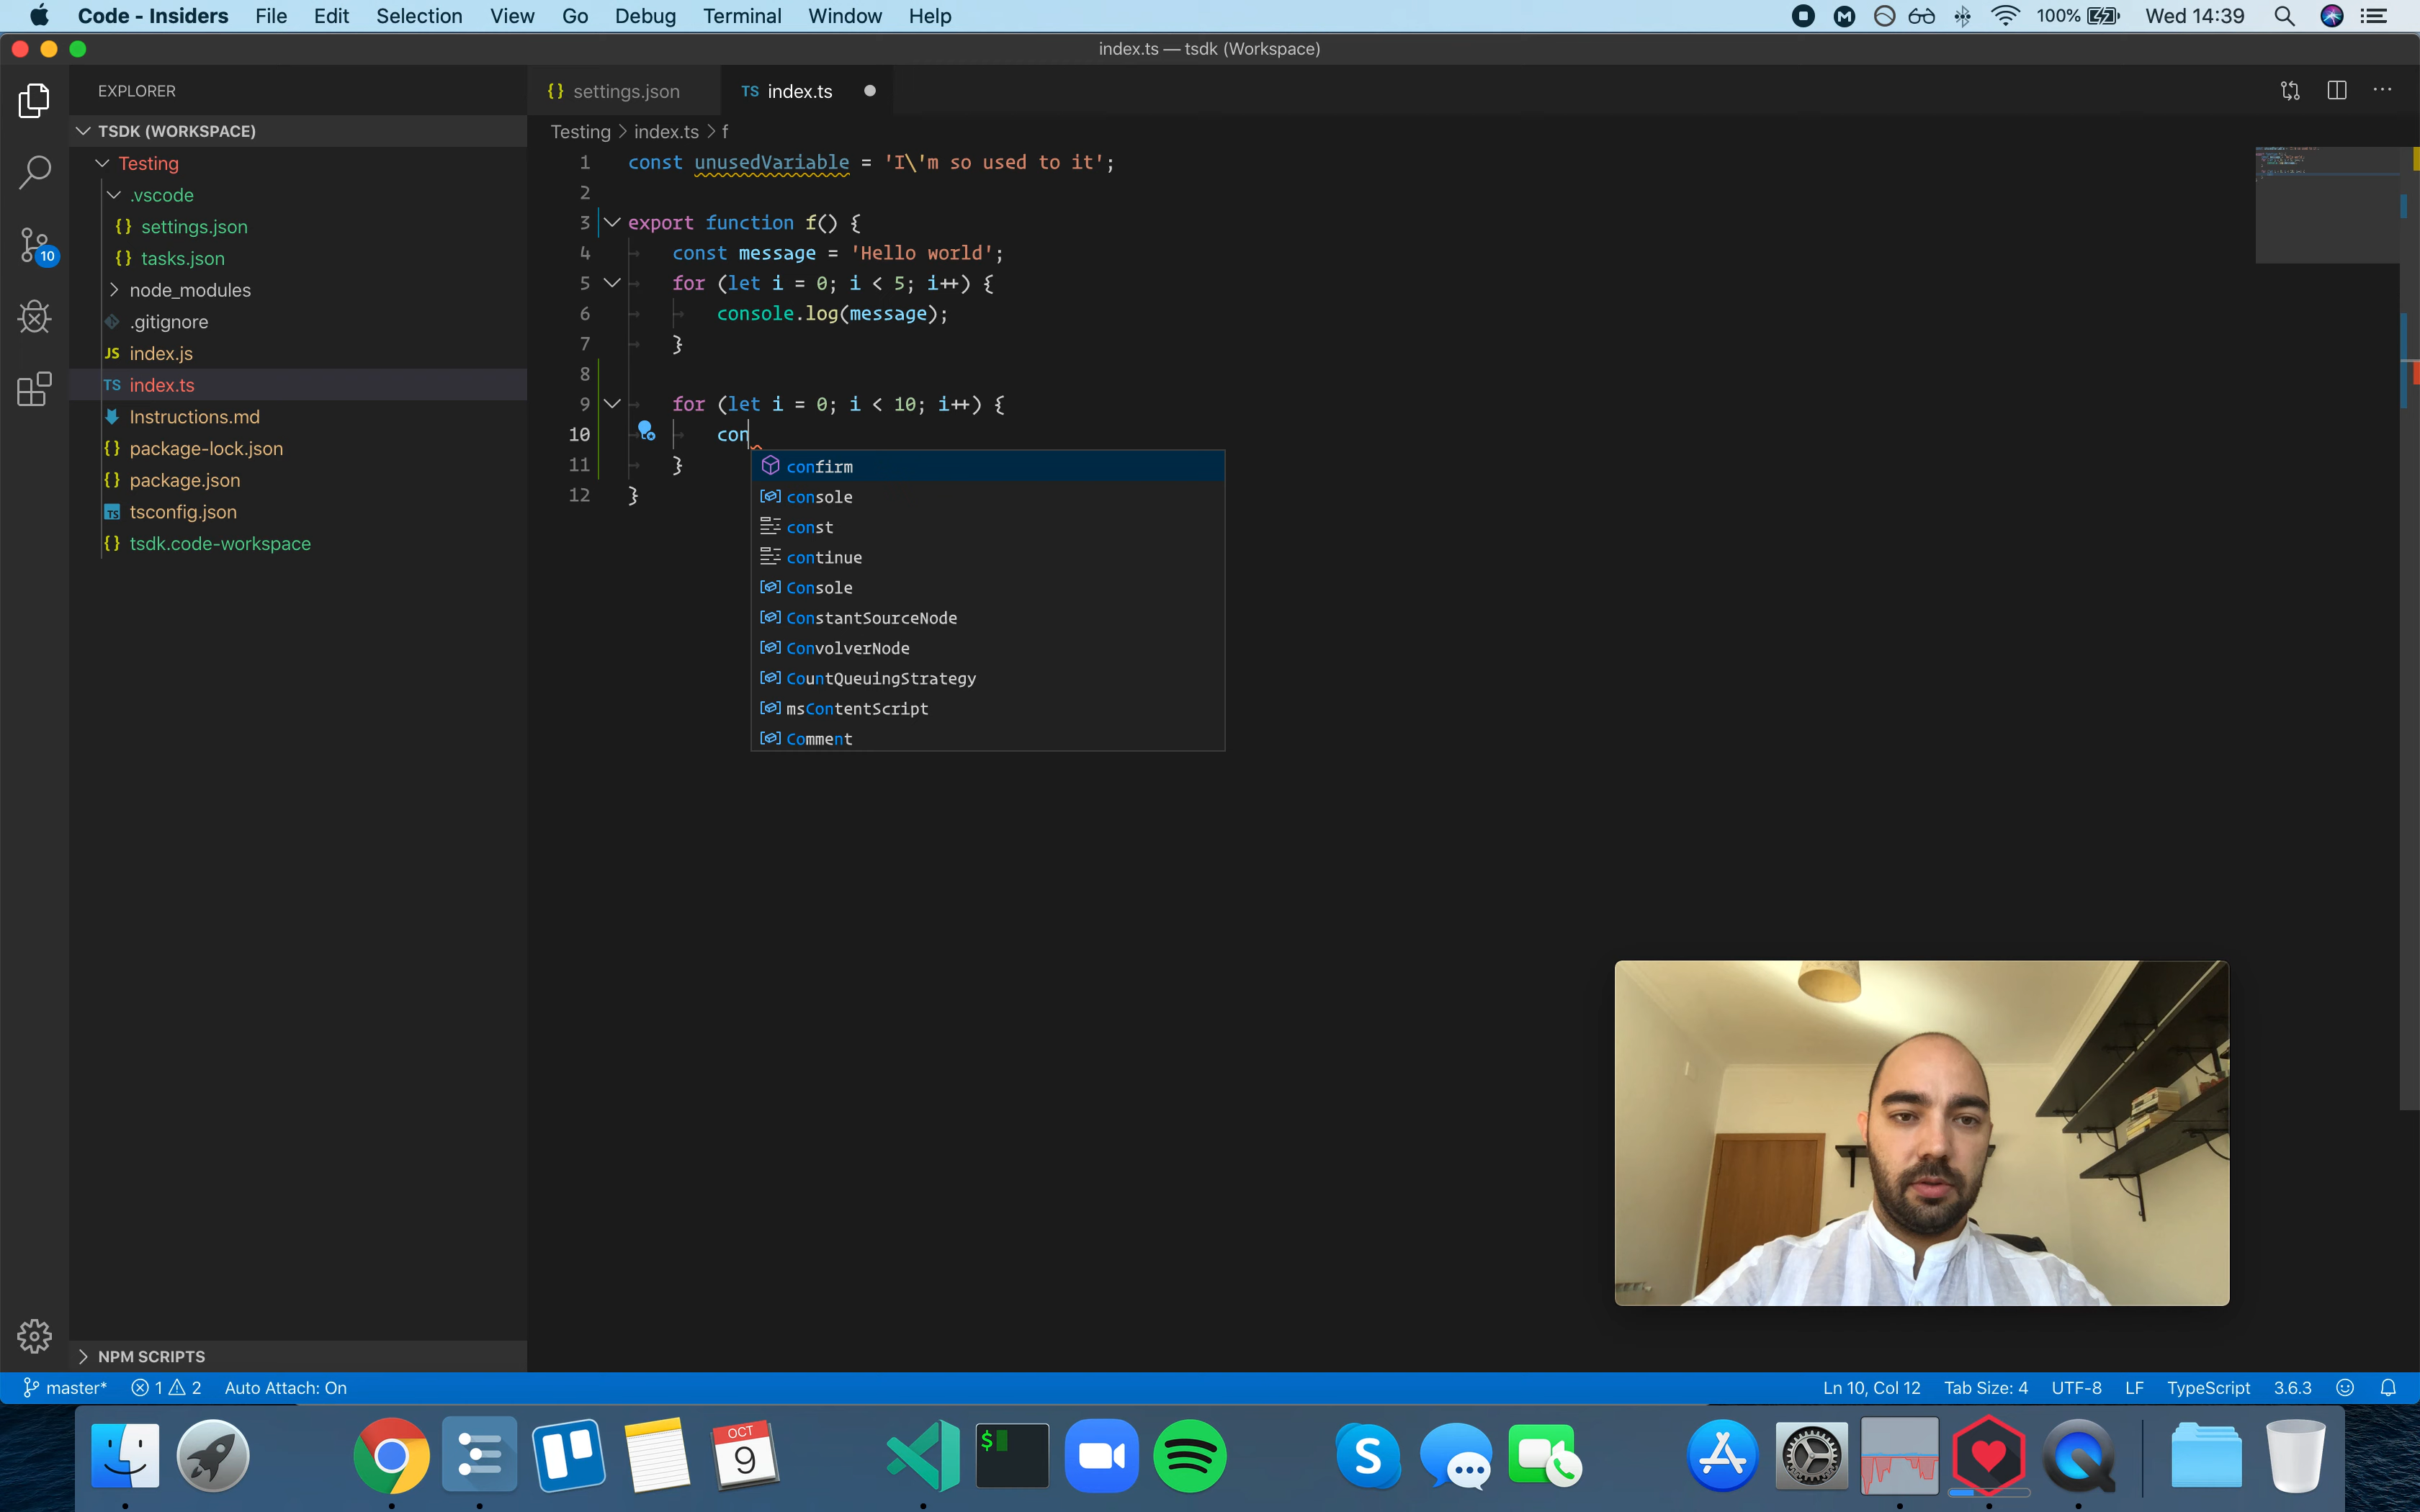 Code - Insiders File Edit Selection View Go Debug Terminal Window Help 100% Wed 14:39
index.ts — tsdk (Workspace)
EXPLORER
{} settings.json TS index.ts
TSDK (WORKSPACE)
Testing > index.ts > f
Testing
.vscode
{} settings.json
{} tasks.json
node_modules
.gitignore
JS index.js
TS index.ts
Instructions.md
{} package-lock.json
{} package.json
TS tsconfig.json
{} tsdk.code-workspace
10
1 const unusedVariable = 'I\'m so used to it';
2
3 export function f() {
4 const message = 'Hello world';
5 for (let i = 0; i < 5; i++) {
6 console.log(message);
7 }
8
9 for (let i = 0; i < 10; i++) {
10 con
11 }
12 }
confirm
console
const
continue
Console
ConstantSourceNode
ConvolverNode
CountQueuingStrategy
msContentScript
Comment
NPM SCRIPTS
master* 1 2 Auto Attach: On Ln 10, Col 12 Tab Size: 4 UTF-8 LF TypeScript 3.6.3
OCT
9
$
S